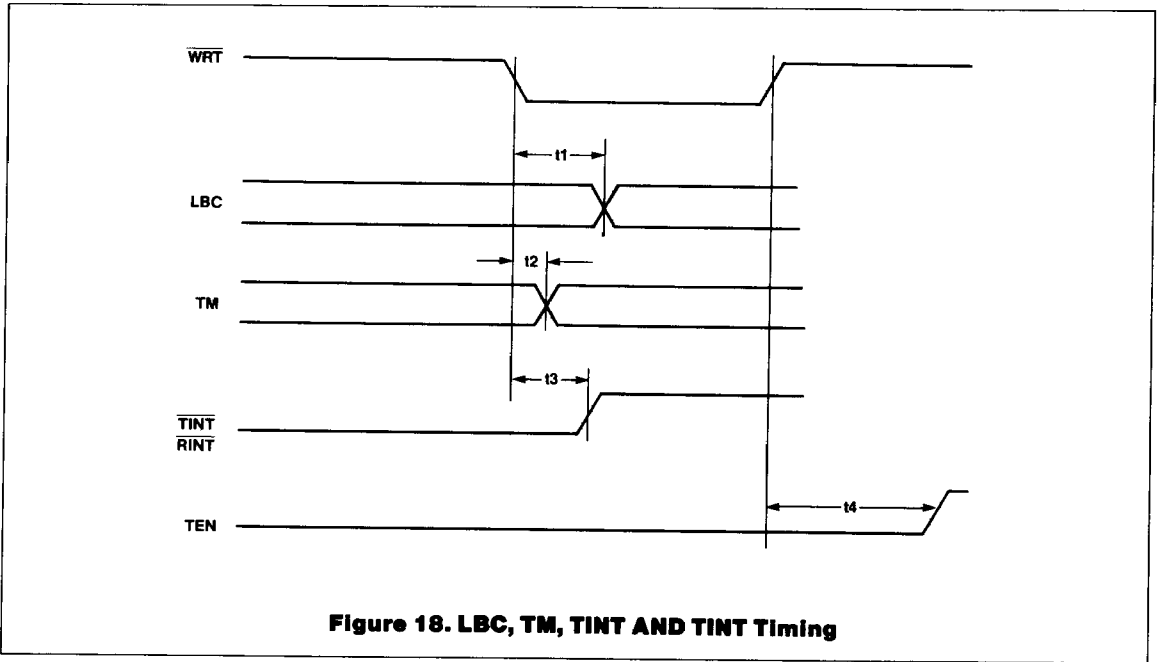 WRT
t1
LBC
t2
TM
t3
TINT
RINT
t4
TEN
Figure 18. LBC, TM, TINT AND TINT Timing